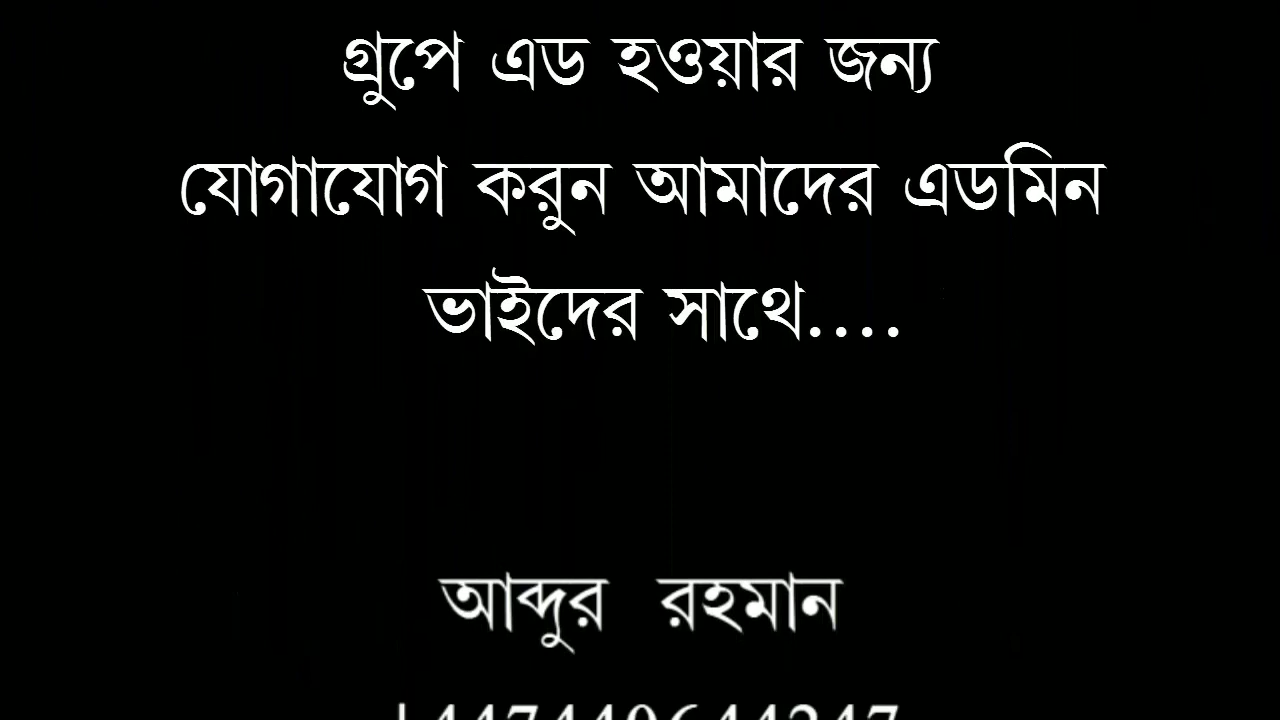 গ্রুপে এড হওয়ার জন্য
যোগাযোগ করুন আমাদের এডমিন
ভাইদের সাথে....
আব্দুর রহমান